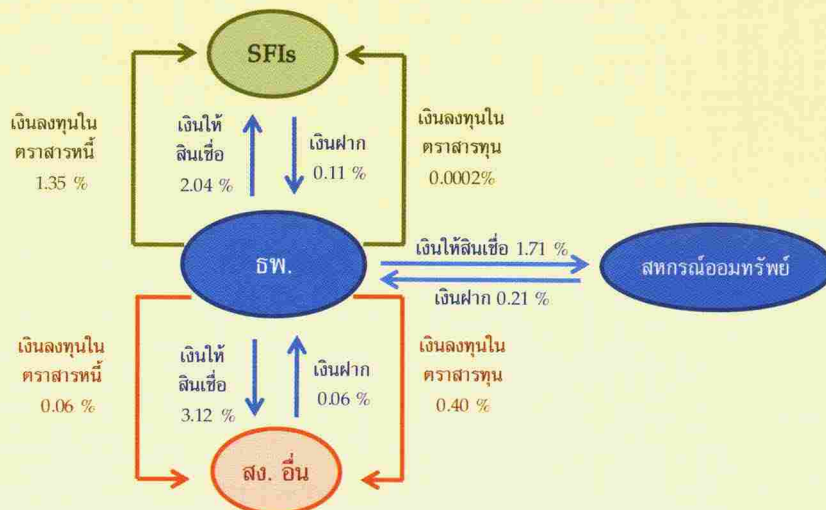 SFIs
เงินลงทุนใน
ตราสารหนี้
1.35 %
เงินให้
สินเชื่อ
2.04 %
เงินฝาก
0.11 %
เงินลงทุนใน
ตราสารทุน
0.0002%
ธพ.
เงินให้สินเชื่อ 1.71 %
เงินฝาก 0.21 %
สหกรณ์ออมทรัพย์
เงินลงทุนใน
ตราสารหนี้
0.06 %
เงินให้
สินเชื่อ
3.12 %
เงินฝาก
0.06 %
เงินลงทุนใน
ตราสารทุน
0.40 %
สง. อื่น